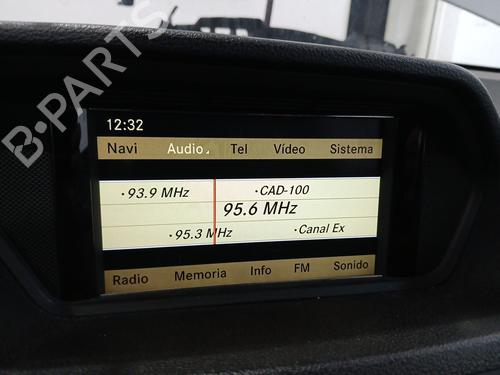 B-PARTS
12:32
Navi Audio Tel Vídeo Sistema
·93.9 MHz ·CAD-100
95.6 MHz
·95.3 MHz ·Canal Ex
Radio Memoria Info FM Sonido